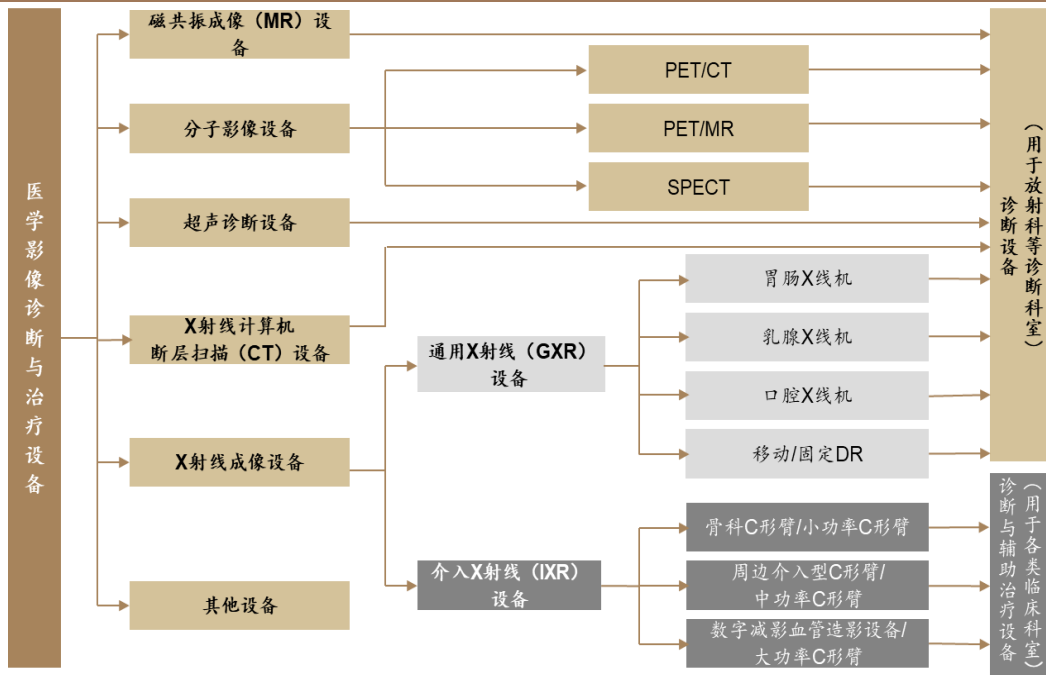 医学影像诊断与治疗设备
磁共振成像（MR）设
备
分子影像设备
PET/CT
PET/MR
SPECT
超声诊断设备
X射线计算机
断层扫描（CT）设备
X射线成像设备
通用X射线（GXR）
设备
胃肠X线机
乳腺X线机
口腔X线机
移动/固定DR
介入X射线（IXR）
设备
骨科C形臂/小功率C形臂
周边介入型C形臂/
中功率C形臂
数字减影血管造影设备/
大功率C形臂
其他设备
诊断设备
（用于放射科等诊断科室）
诊断与辅助治疗设备
（用于各类临床科室）